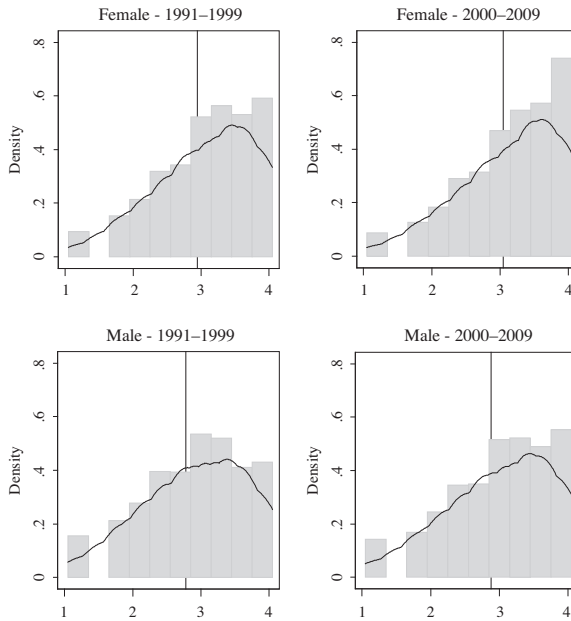 Female - 1991–1999
Female - 2000–2009
.8
.6
.4
.2
0
Density
1 2 3 4
.8
.6
.4
.2
0
Density
1 2 3 4
Male - 1991–1999
Male - 2000–2009
.8
.6
.4
.2
0
Density
1 2 3 4
.8
.6
.4
.2
0
Density
1 2 3 4